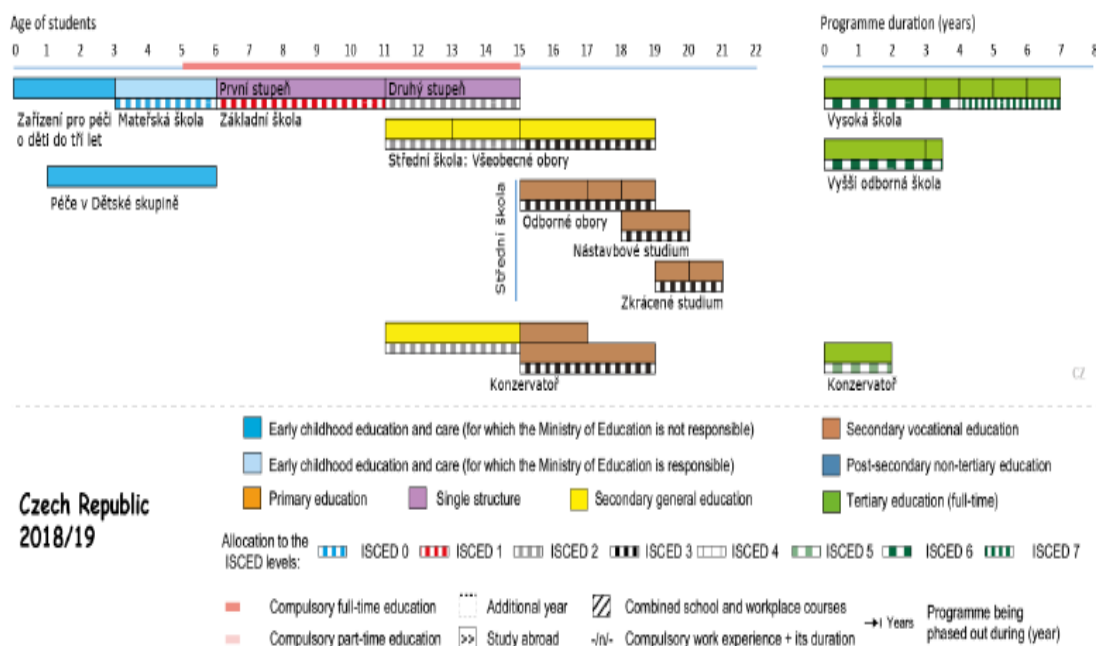 Age of students
Programme duration (years)
0 1 2 3 4 5 6 7 8 9 10 11 12 13 14 15 16 17 18 19 20 21 22
0 1 2 3 4 5 6 7 8
První stupeň
Druhý stupeň
Zařízení pro péči
o děti do tří let
Mateřská škola
Základní škola
Vysoká škola
Střední škola: Všeobecné obory
Vyšší odborná škola
Péče v Dětské skupině
Střední škola
Odborné obory
Nástavbové studium
Zkrácené studium
Konzervatoř
Konzervatoř
CZ
Early childhood education and care (for which the Ministry of Education is not responsible)
Secondary vocational education
Early childhood education and care (for which the Ministry of Education is responsible)
Post-secondary non-tertiary education
Primary education
Single structure
Secondary general education
Tertiary education (full-time)
Czech Republic
2018/19
Allocation to the
ISCED levels:
ISCED 0
ISCED 1
ISCED 2
ISCED 3
ISCED 4
ISCED 5
ISCED 6
ISCED 7
Compulsory full-time education
Additional year
Combined school and workplace courses
Years
Programme being
phased out during (year)
Compulsory part-time education
>> Study abroad
-/n/- Compulsory work experience + its duration